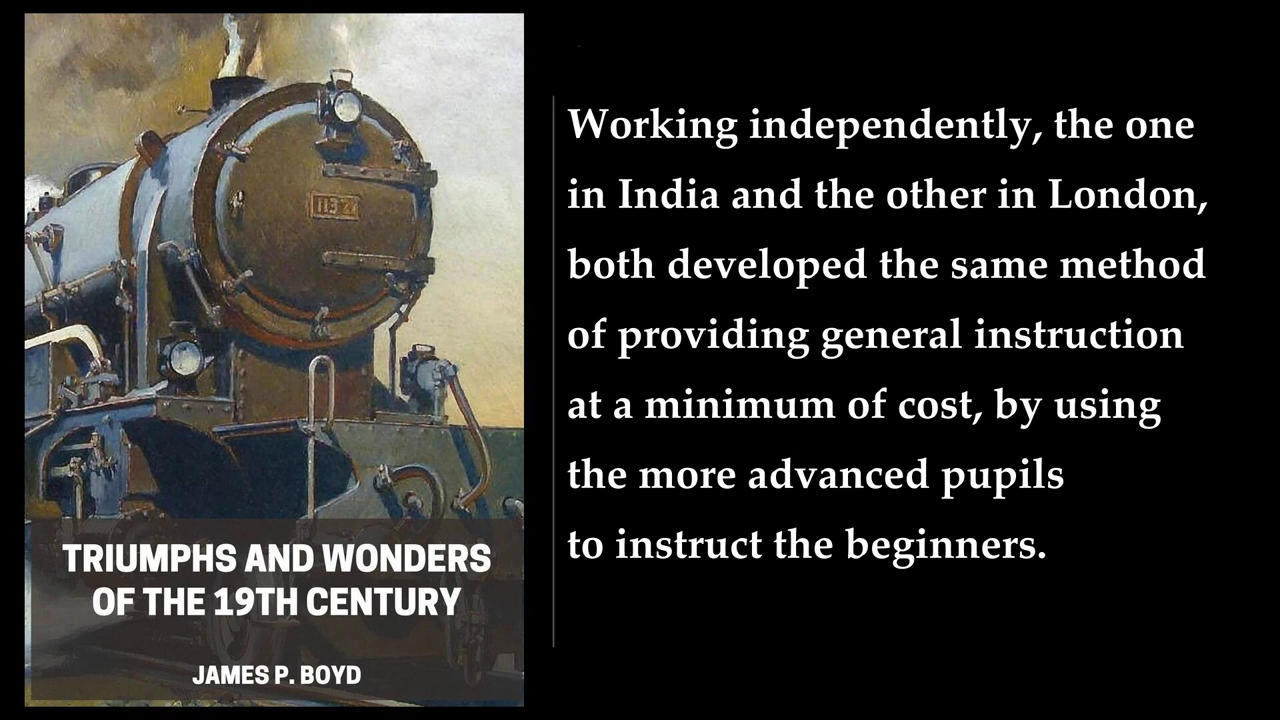 Working independently, the one
in India and the other in London,
both developed the same method
of providing general instruction
at a minimum of cost, by using
the more advanced pupils
to instruct the beginners.
TRIUMPHS AND WONDERS
OF THE 19TH CENTURY
JAMES P. BOYD